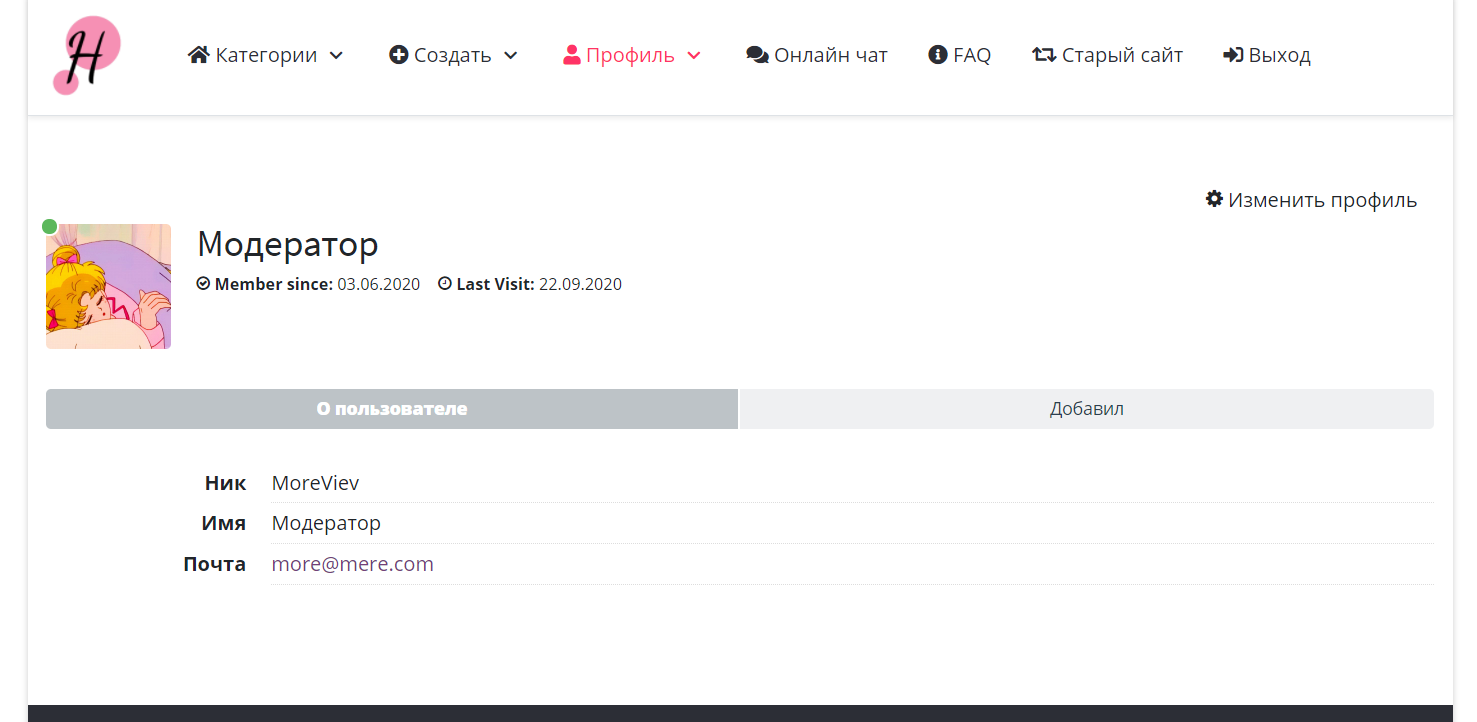 H
Категории Создать Профиль Онлайн чат FAQ Старый сайт Выход
Изменить профиль
Модератор
Member since: 03.06.2020 Last Visit: 22.09.2020
О пользователе Добавил
Ник MoreViev
Имя Модератор
Почта more@mere.com